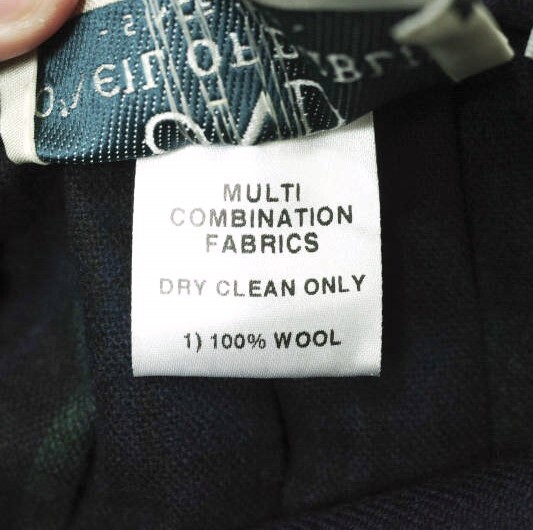 MULTI
COMBINATION
FABRICS
DRY CLEAN ONLY
1) 100% WOOL